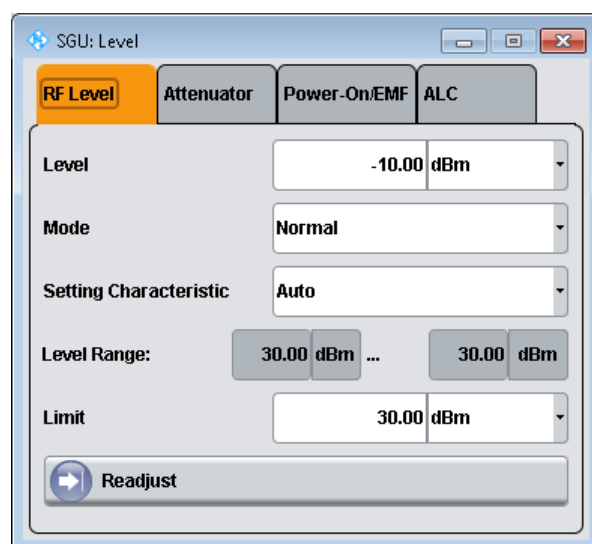 SGU: Level
RF Level Attenuator Power-On/EMF ALC
Level -10.00 dBm
Mode Normal
Setting Characteristic Auto
Level Range: 30.00 dBm ... 30.00 dBm
Limit 30.00 dBm
Readjust